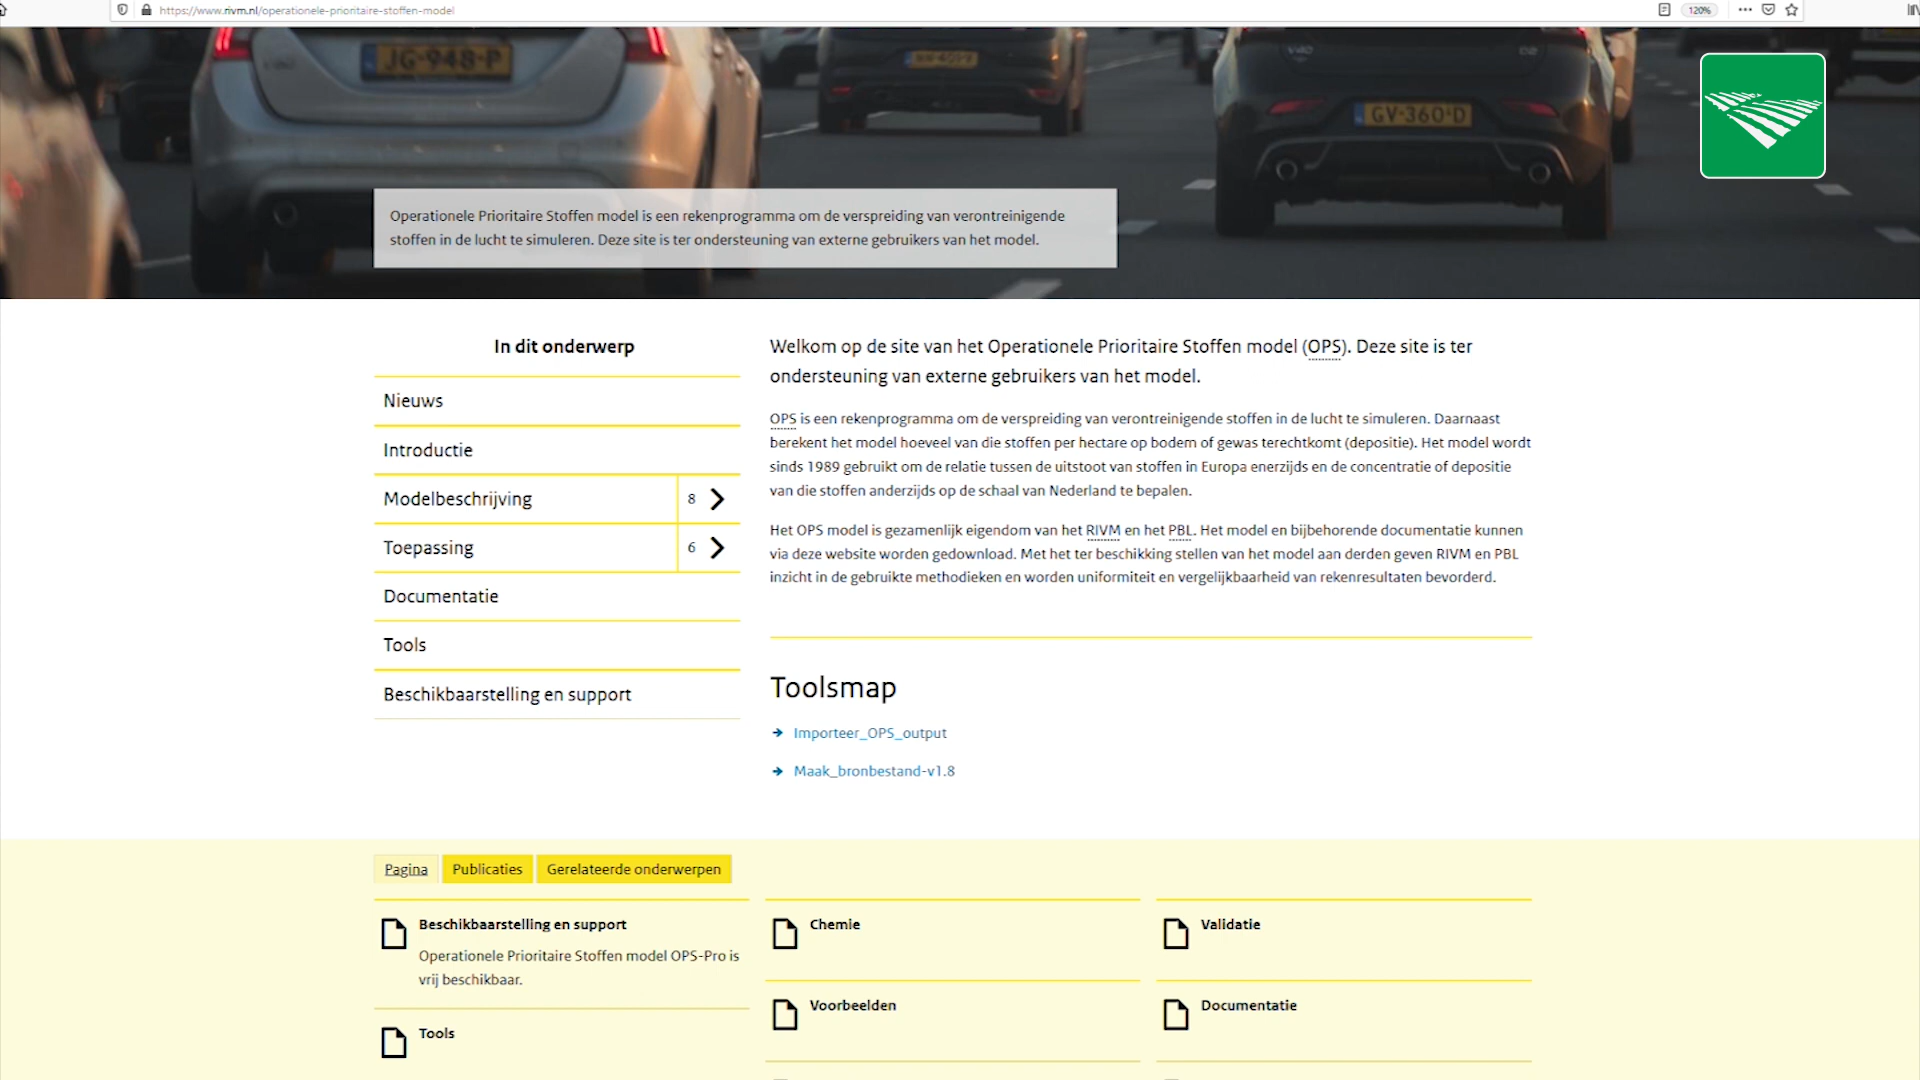 https://www.rivm.nl/operationele-prioritaire-stoffen-model
120%
JG-948-P
GV-360-D
Operationele Prioritaire Stoffen model is een rekenprogramma om de verspreiding van verontreinigende
stoffen in de lucht te simuleren. Deze site is ter ondersteuning van externe gebruikers van het model.
In dit onderwerp
Nieuws
Introductie
Modelbeschrijving 8
Toepassing 6
Documentatie
Tools
Beschikbaarstelling en support
Welkom op de site van het Operationele Prioritaire Stoffen model (OPS). Deze site is ter
ondersteuning van externe gebruikers van het model.
OPS is een rekenprogramma om de verspreiding van verontreinigende stoffen in de lucht te simuleren. Daarnaast
berekent het model hoeveel van die stoffen per hectare op bodem of gewas terechtkomt (depositie). Het model wordt
sinds 1989 gebruikt om de relatie tussen de uitstoot van stoffen in Europa enerzijds en de concentratie of depositie
van die stoffen anderzijds op de schaal van Nederland te bepalen.
Het OPS model is gezamenlijk eigendom van het RIVM en het PBL. Het model en bijbehorende documentatie kunnen
via deze website worden gedownload. Met het ter beschikking stellen van het model aan derden geven RIVM en PBL
inzicht in de gebruikte methodieken en worden uniformiteit en vergelijkbaarheid van rekenresultaten bevorderd.
Toolsmap
Importeer_OPS_output
Maak_bronbestand-v1.8
Pagina Publicaties Gerelateerde onderwerpen
Beschikbaarstelling en support
Operationele Prioritaire Stoffen model OPS-Pro is
vrij beschikbaar.
Tools
Chemie
Voorbeelden
Validatie
Documentatie